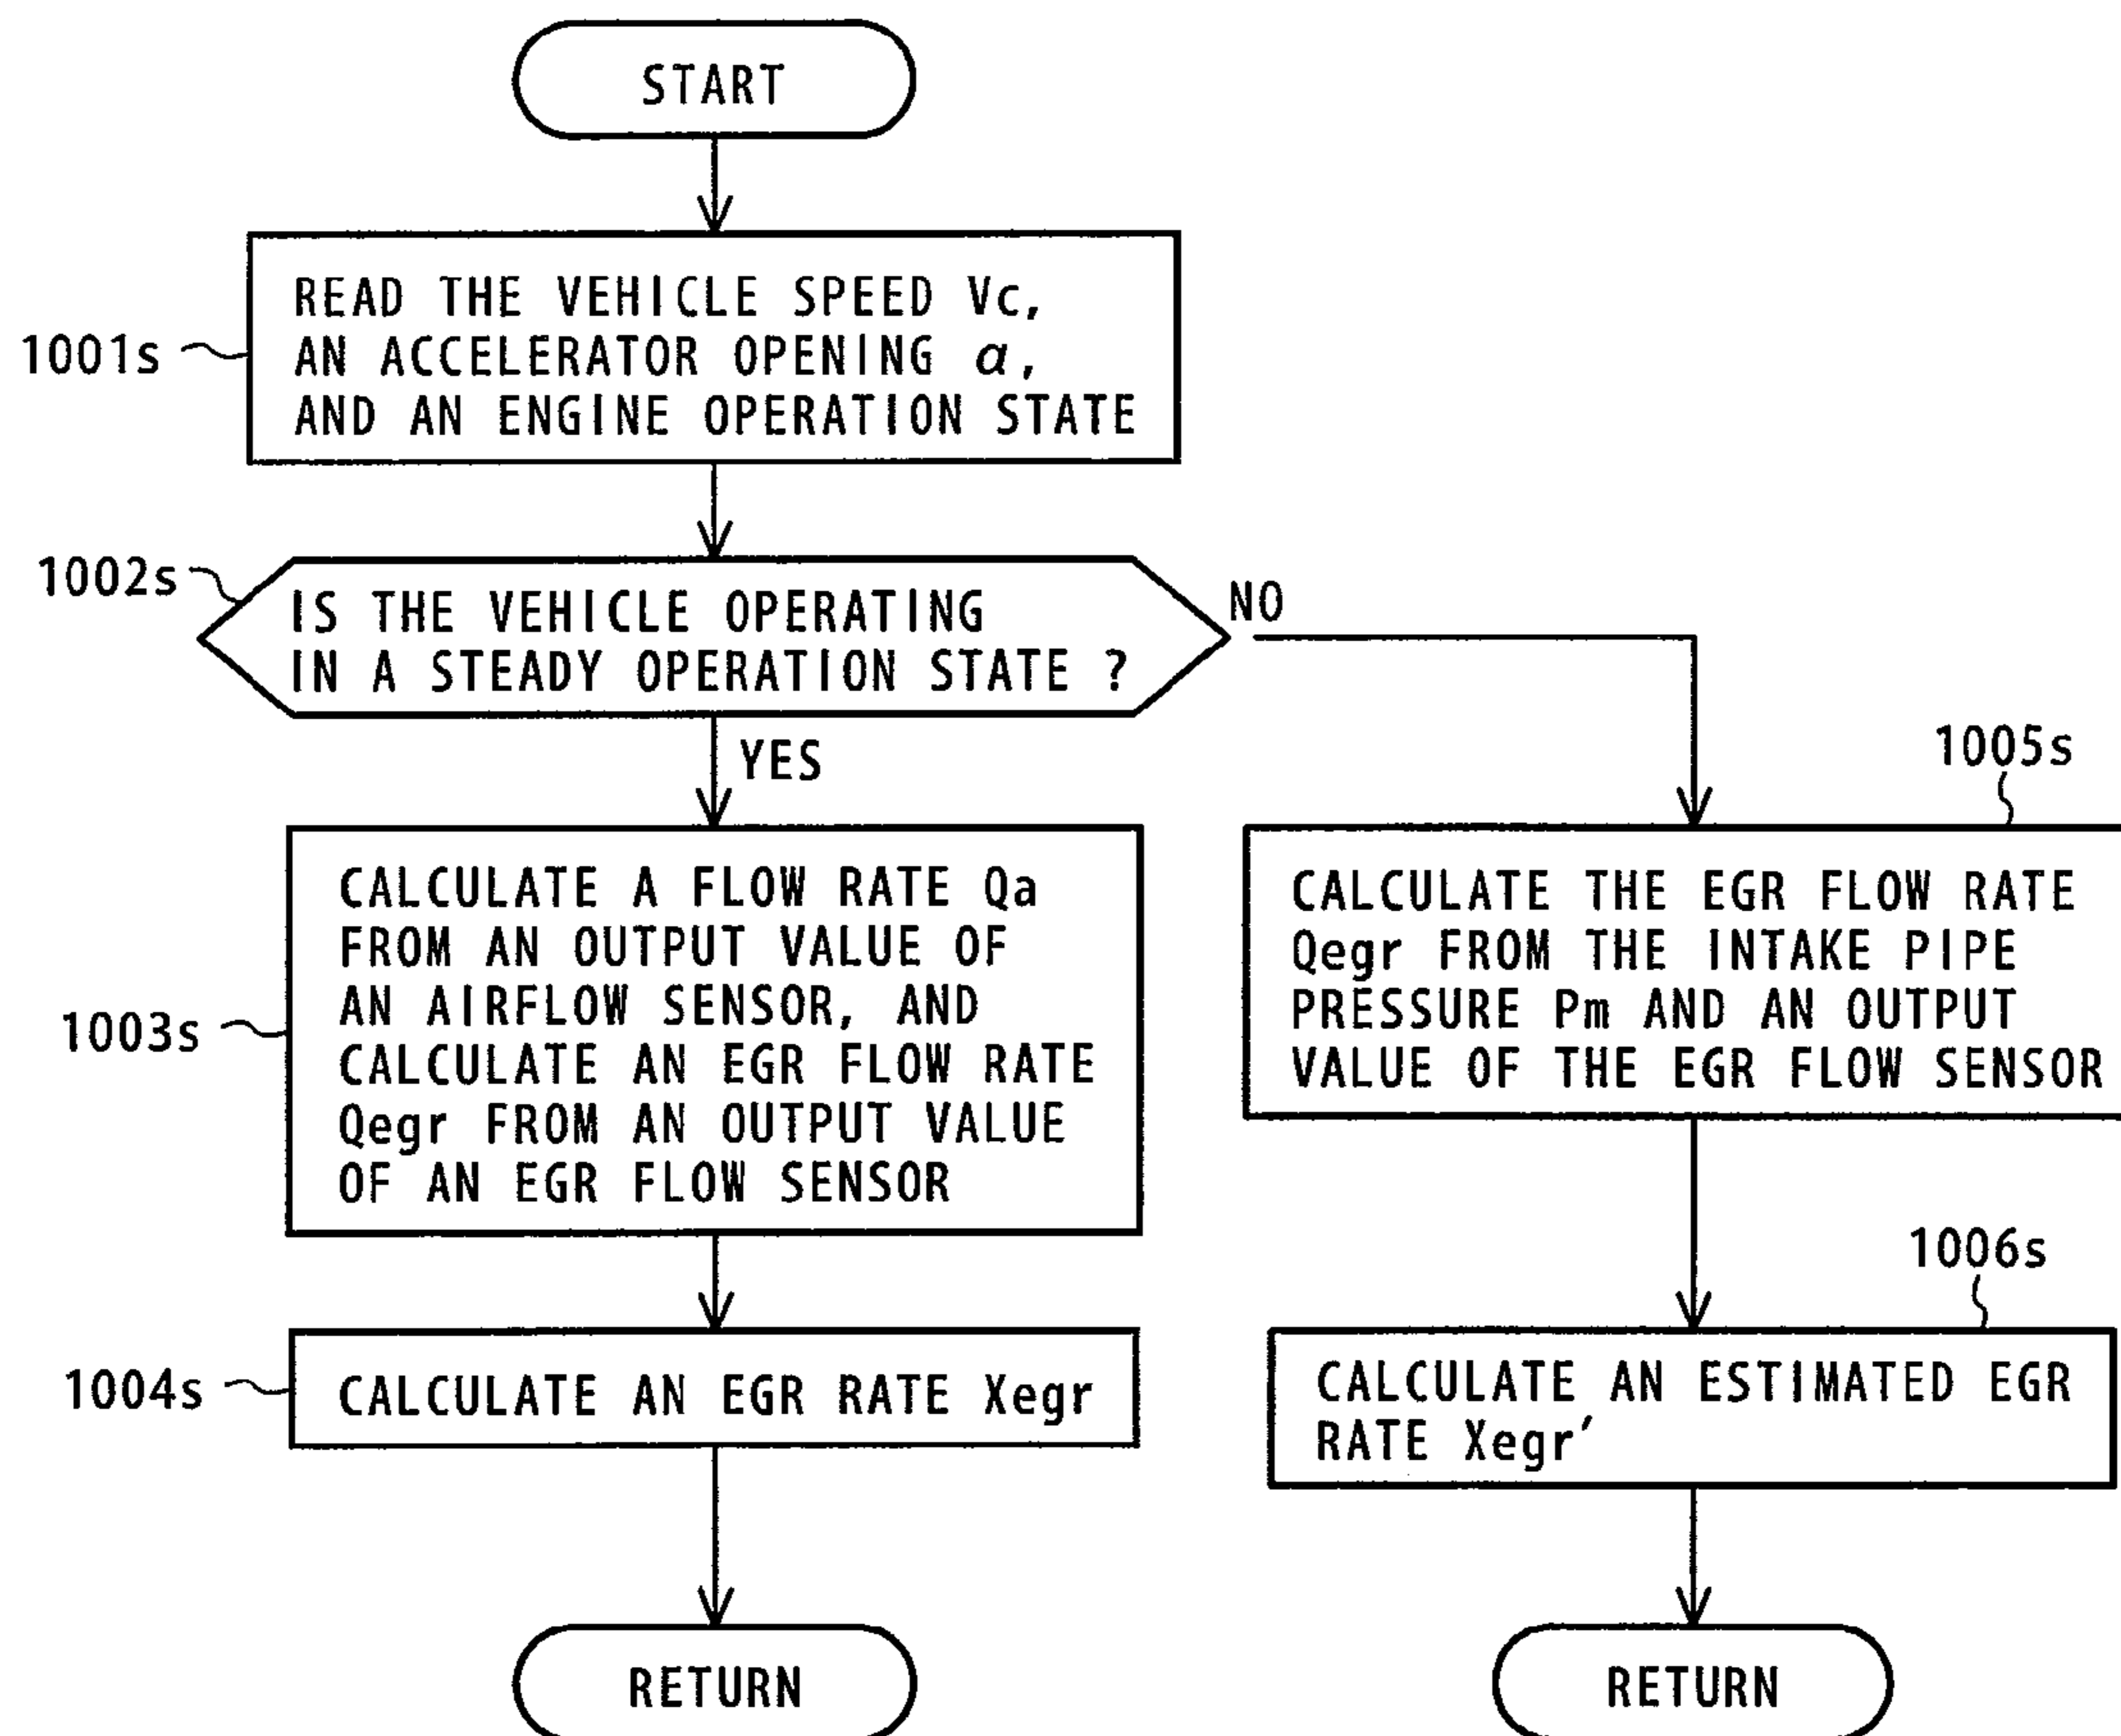 START
1001s
READ THE VEHICLE SPEED Vc,
AN ACCELERATOR OPENING α,
AND AN ENGINE OPERATION STATE
1002s
IS THE VEHICLE OPERATING
IN A STEADY OPERATION STATE ?
NO
YES
1003s
CALCULATE A FLOW RATE Qa
FROM AN OUTPUT VALUE OF
AN AIRFLOW SENSOR, AND
CALCULATE AN EGR FLOW RATE
Qegr FROM AN OUTPUT VALUE
OF AN EGR FLOW SENSOR
1004s
CALCULATE AN EGR RATE Xegr
RETURN
1005s
CALCULATE THE EGR FLOW RATE
Qegr FROM THE INTAKE PIPE
PRESSURE Pm AND AN OUTPUT
VALUE OF THE EGR FLOW SENSOR
1006s
CALCULATE AN ESTIMATED EGR
RATE Xegr′
RETURN